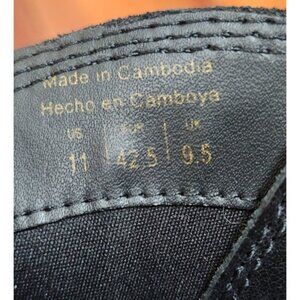 Made in Cambodia
Hecho en Camboya
US EUR UK
11 42.5 9.5